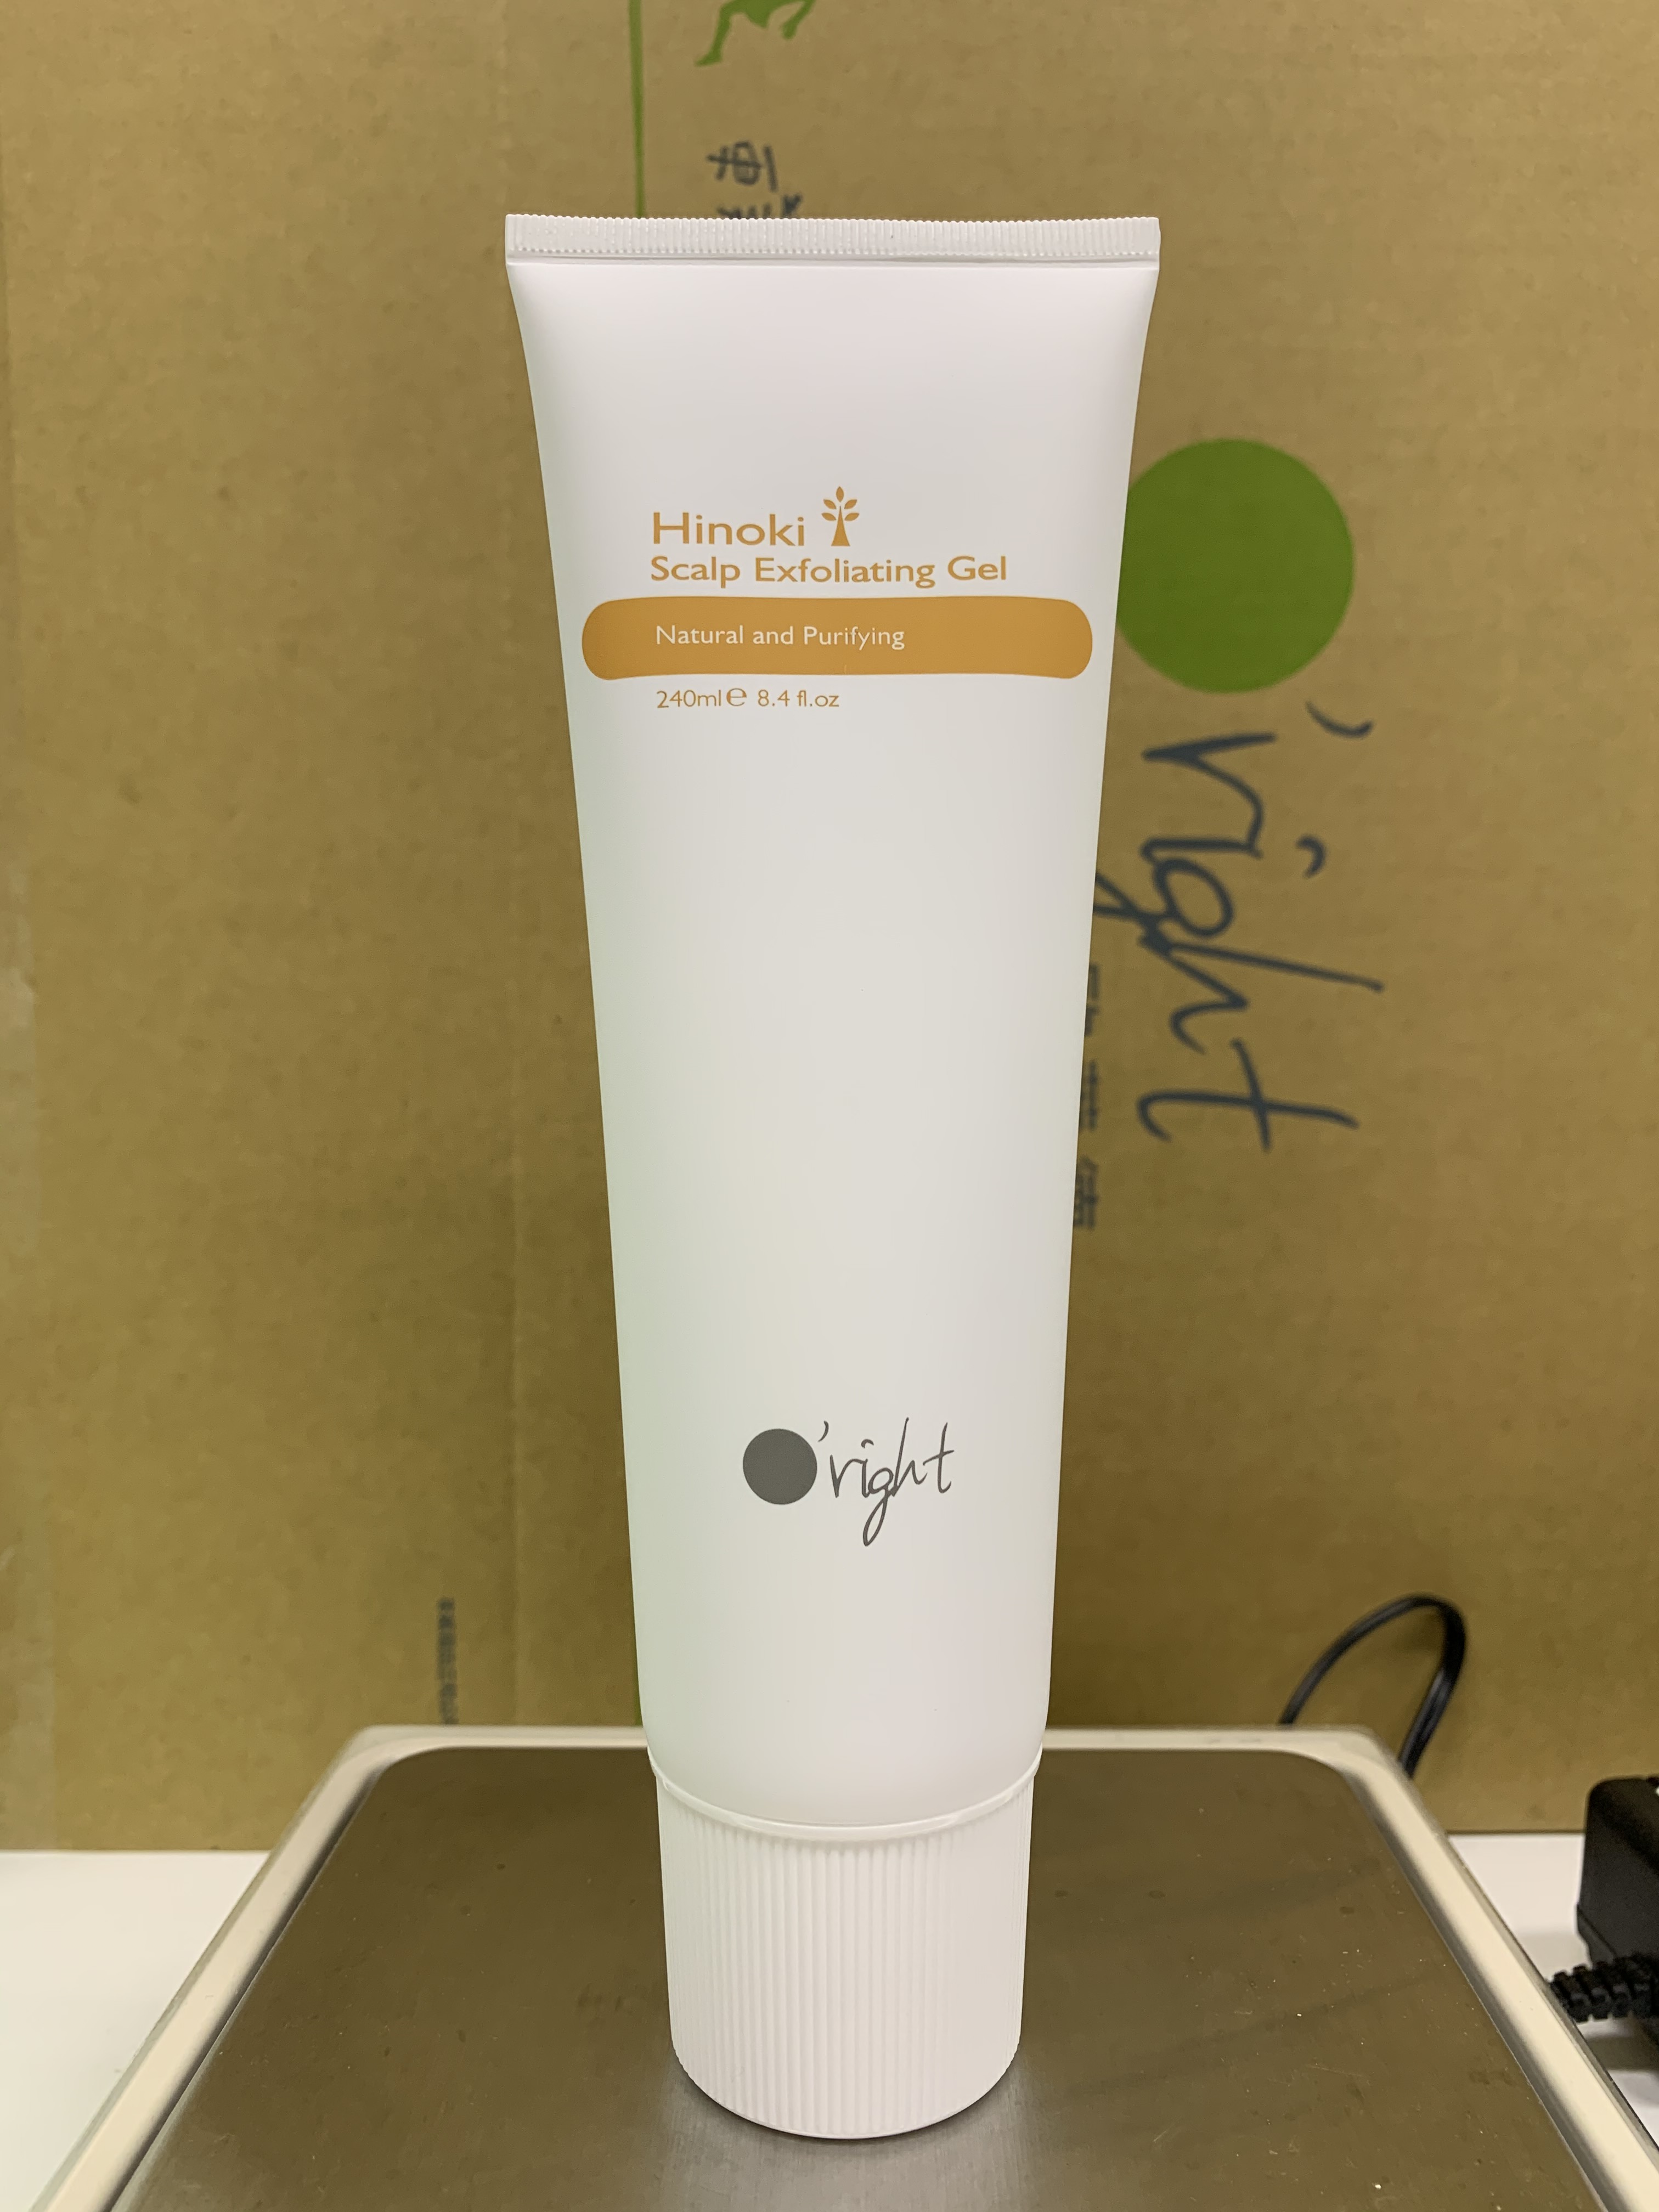 Hinoki
Scalp Exfoliating Gel
Natural and Purifying
240ml℮ 8.4 fl.oz
O'right
O'right